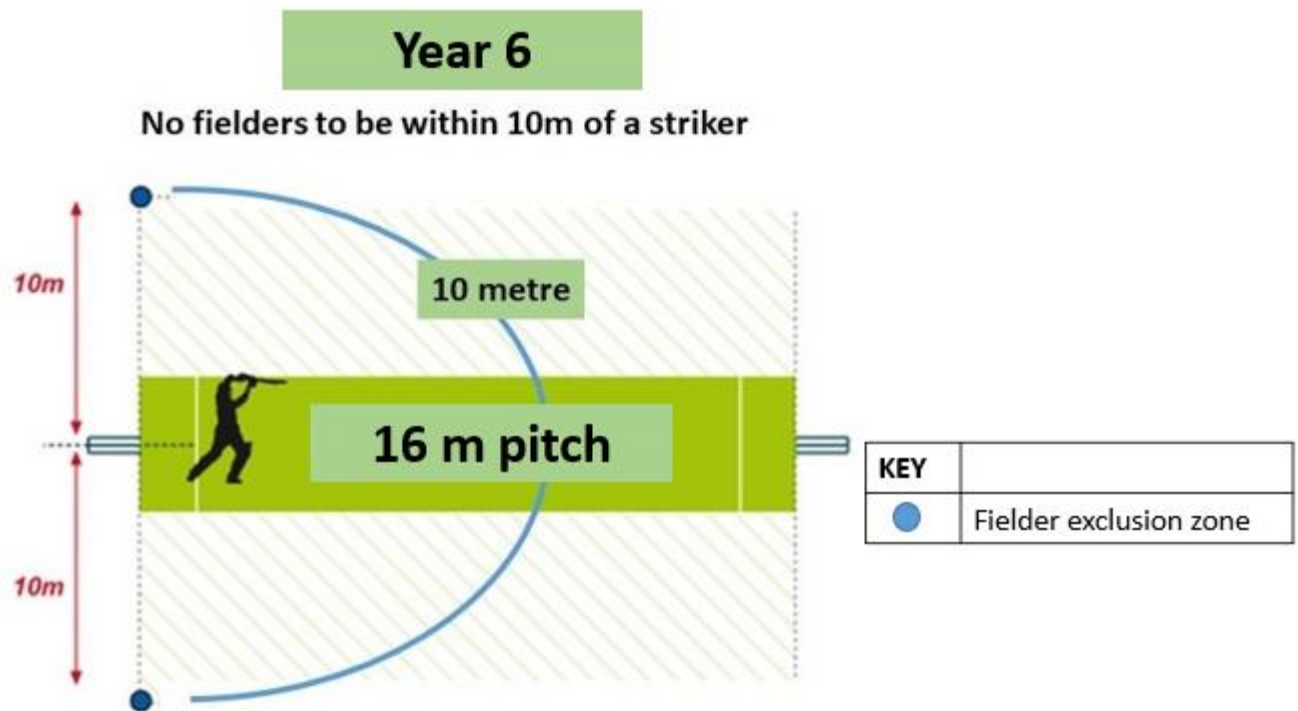 Year 6
No fielders to be within 10m of a striker
10m
10 metre
16 m pitch
KEY
Fielder exclusion zone
10m